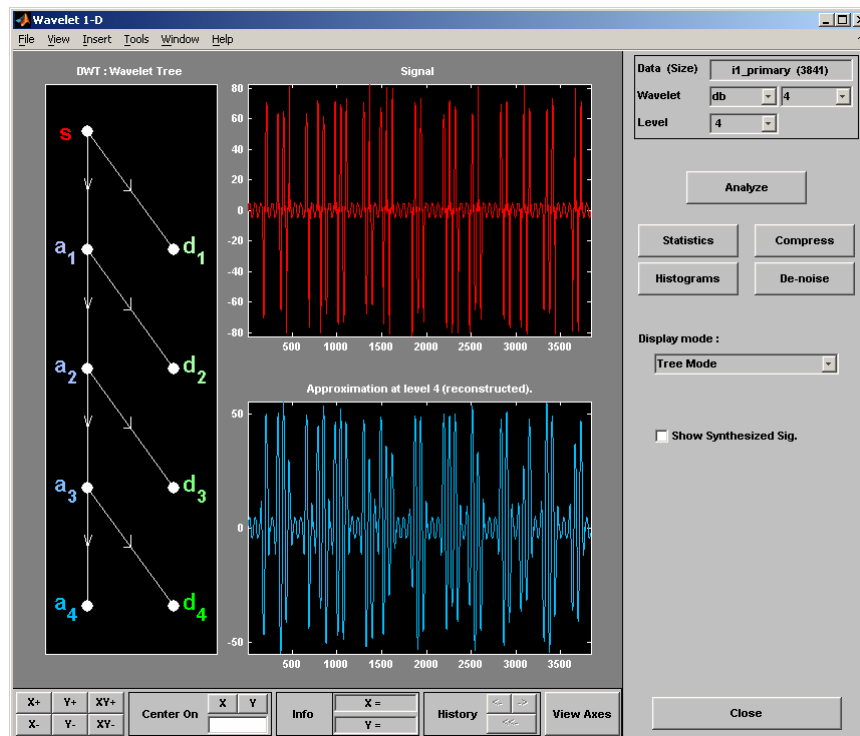 Wavelet 1-D
File View Insert Tools Window Help
DWT : Wavelet Tree
s
a1 d1
a2 d2
a3 d3
a4 d4
Signal
80
60
40
20
0
-20
-40
-60
-80
500 1000 1500 2000 2500 3000 3500
Approximation at level 4 (reconstructed).
50
0
-50
500 1000 1500 2000 2500 3000 3500
Data (Size) i1_primary (3841)
Wavelet db 4
Level 4
Analyze
Statistics Compress
Histograms De-noise
Display mode :
Tree Mode
Show Synthesized Sig.
X+ Y+ XY+
X- Y- XY-
Center On X Y
Info X =
Y =
History <- ->
<<-
View Axes
Close